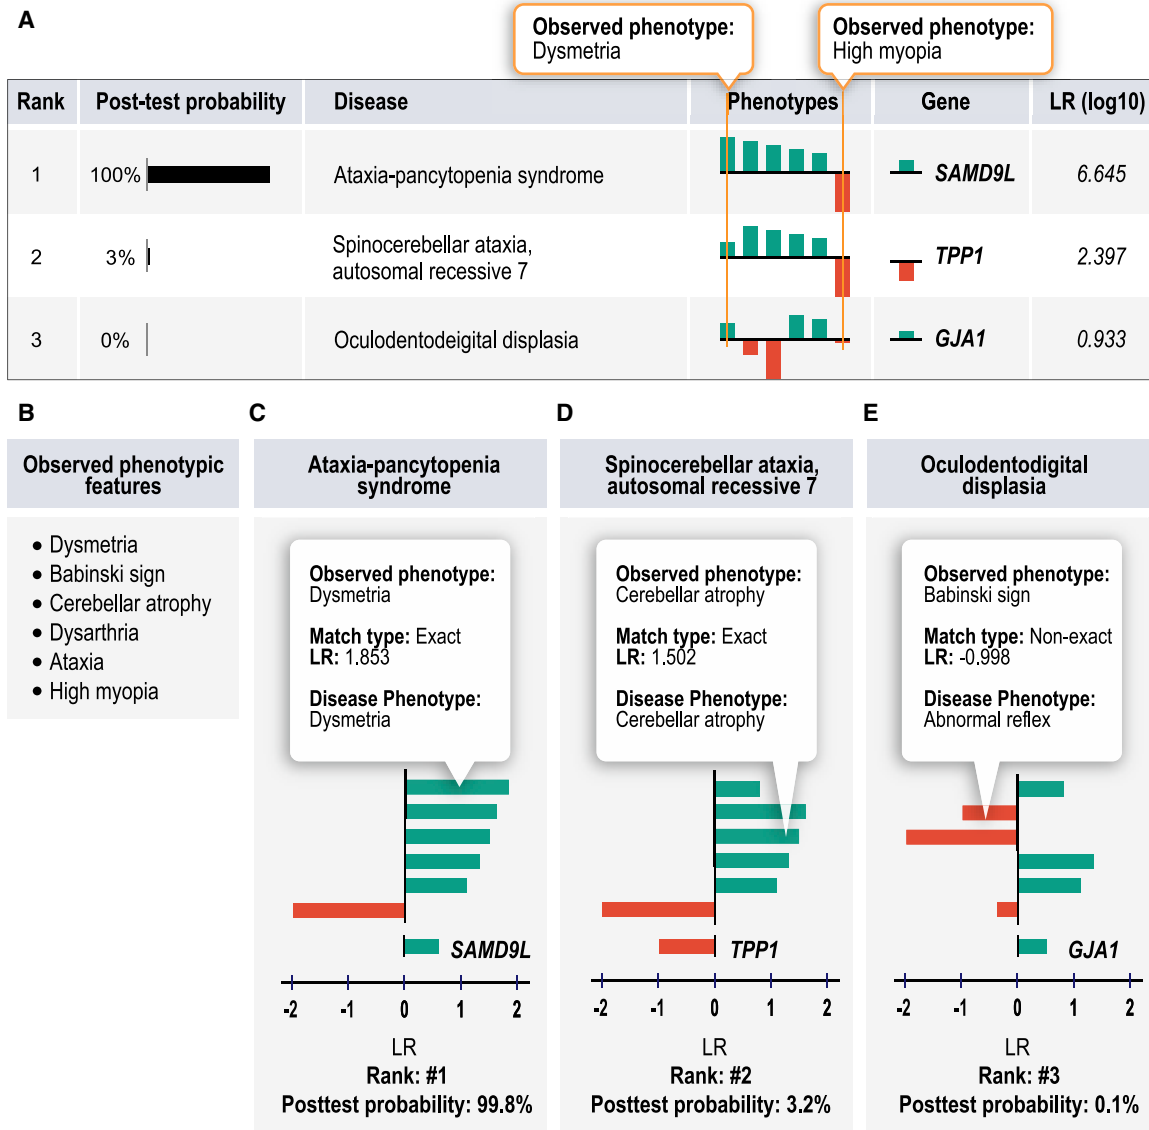 A
Observed phenotype:
Dysmetria
Observed phenotype:
High myopia
Rank Post-test probability Disease Phenotypes Gene LR (log10)
1 100% Ataxia-pancytopenia syndrome SAMD9L 6.645
2 3% Spinocerebellar ataxia,
autosomal recessive 7 TPP1 2.397
3 0% Oculodentodeigital displasia GJA1 0.933
B
Observed phenotypic
features
• Dysmetria
• Babinski sign
• Cerebellar atrophy
• Dysarthria
• Ataxia
• High myopia
C
Ataxia-pancytopenia
syndrome
Observed phenotype:
Dysmetria
Match type: Exact
LR: 1.853
Disease Phenotype:
Dysmetria
SAMD9L
-2 -1 0 1 2
LR
Rank: #1
Posttest probability: 99.8%
D
Spinocerebellar ataxia,
autosomal recessive 7
Observed phenotype:
Cerebellar atrophy
Match type: Exact
LR: 1.502
Disease Phenotype:
Cerebellar atrophy
TPP1
-2 -1 0 1 2
LR
Rank: #2
Posttest probability: 3.2%
E
Oculodentodigital
displasia
Observed phenotype:
Babinski sign
Match type: Non-exact
LR: -0.998
Disease Phenotype:
Abnormal reflex
GJA1
-2 -1 0 1 2
LR
Rank: #3
Posttest probability: 0.1%